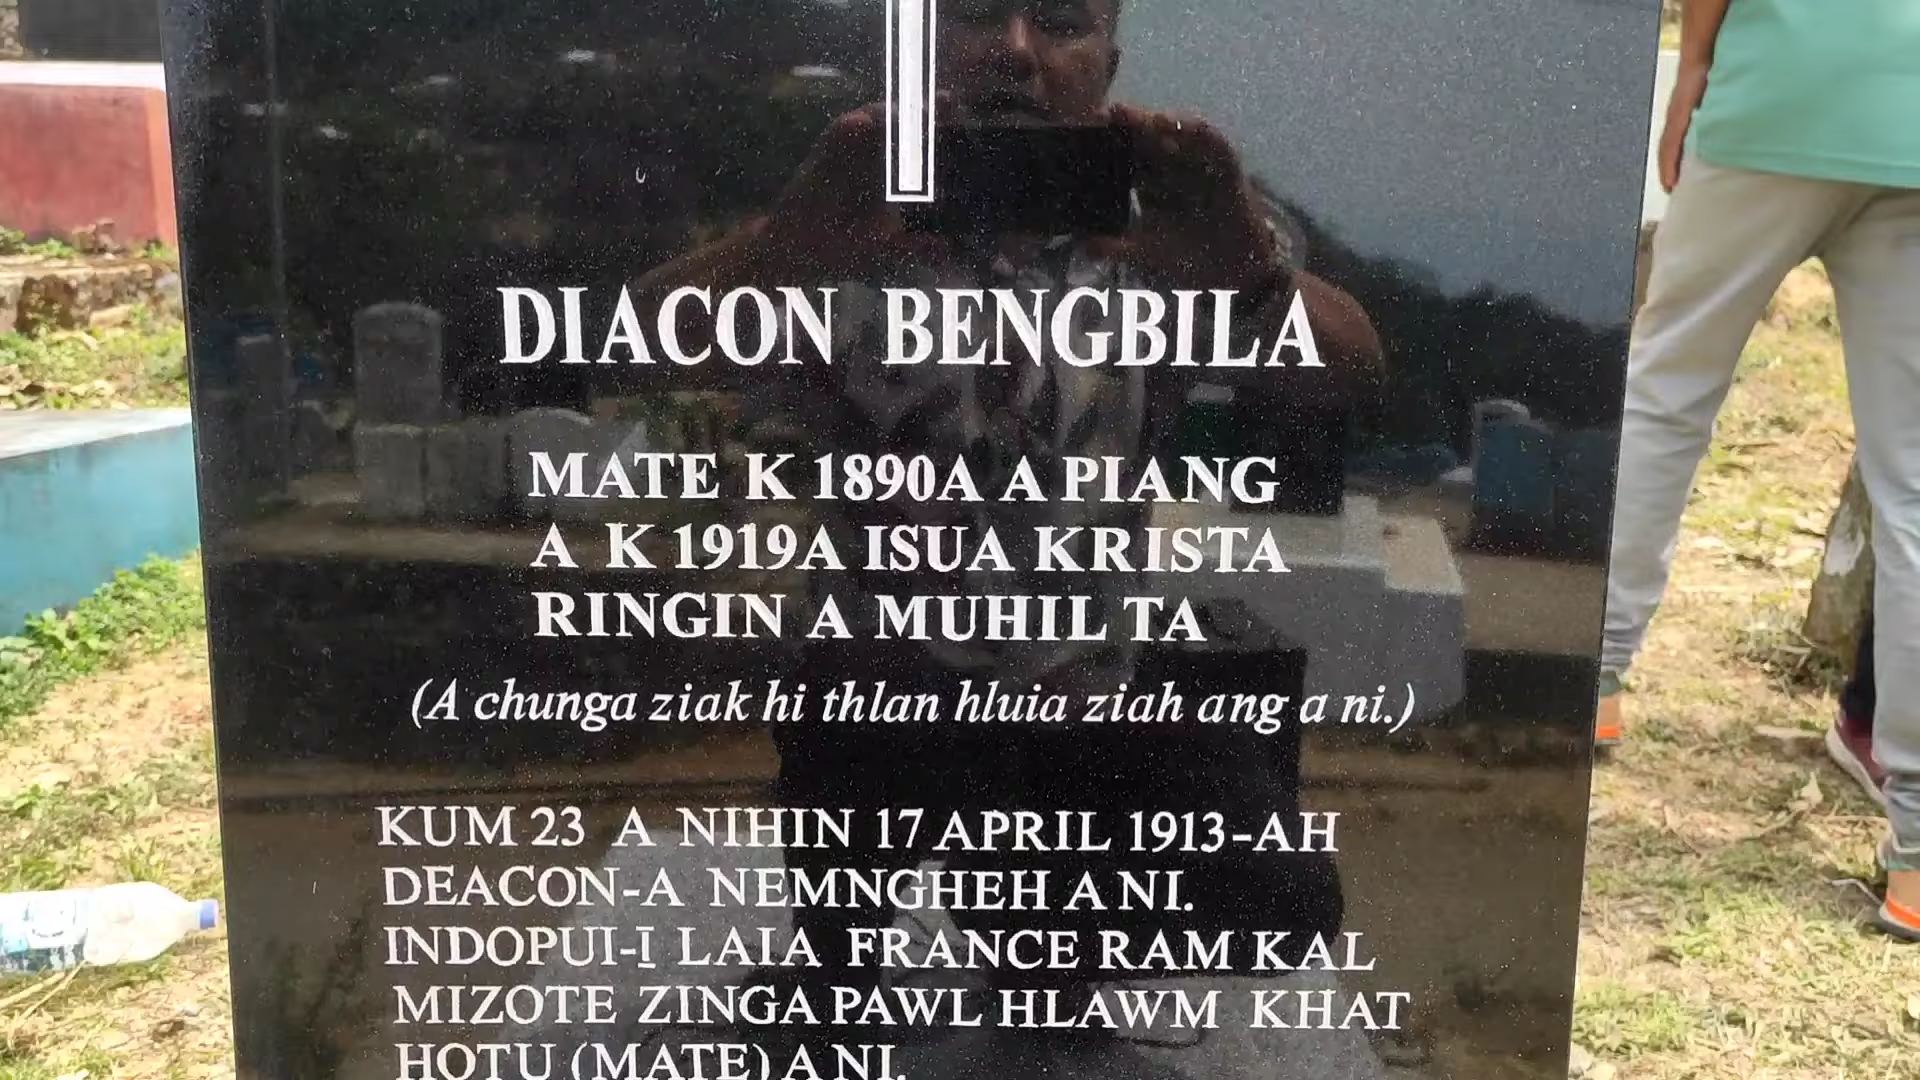 DIACON BENGBILA
MATE K 1890A A PIANG
A K 1919A ISUA KRISTA
RINGIN A MUHIL TA
(A chunga ziak hi thlan hluia ziah ang a ni.)
KUM 23 A NIHIN 17 APRIL 1913-AH
DEACON-A NEMNGHEH A NI.
INDOPUI-I LAIA FRANCE RAM KAL
MIZOTE ZINGA PAWL HLAWM KHAT
HOTU (MATE) A NI.